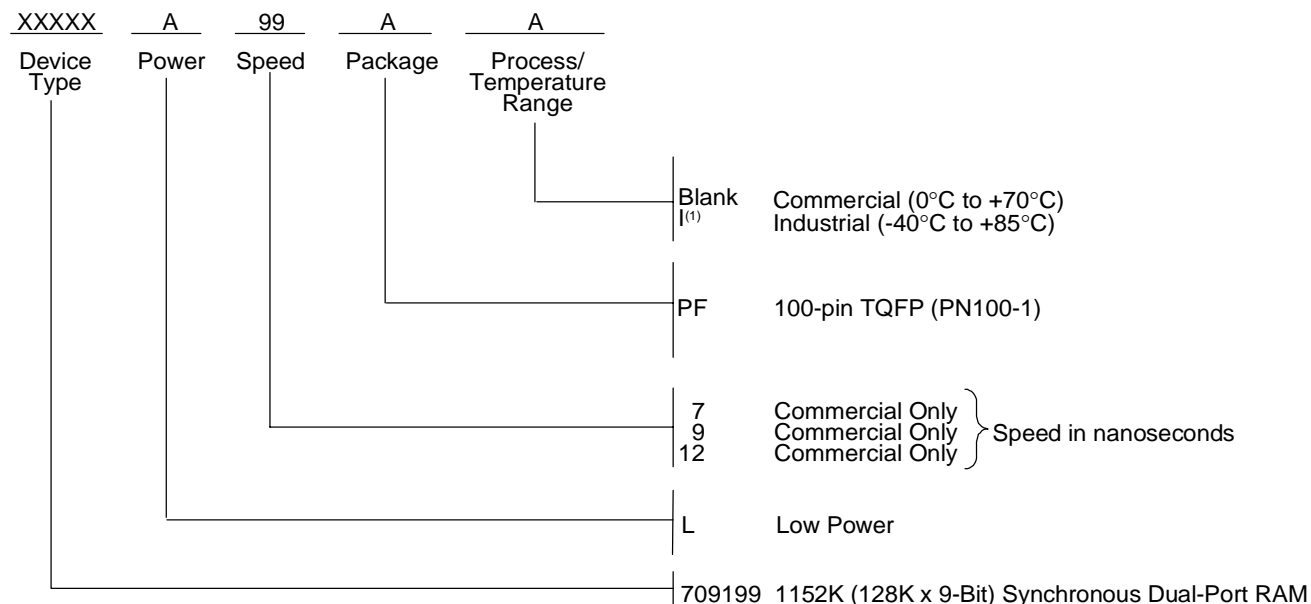 XXXXX A 99 A A
Device Type Power Speed Package Process/ Temperature Range
Blank Commercial (0°C to +70°C)
I(1) Industrial (-40°C to +85°C)
PF 100-pin TQFP (PN100-1)
7 Commercial Only
9 Commercial Only Speed in nanoseconds
12 Commercial Only
L Low Power
709199 1152K (128K x 9-Bit) Synchronous Dual-Port RAM